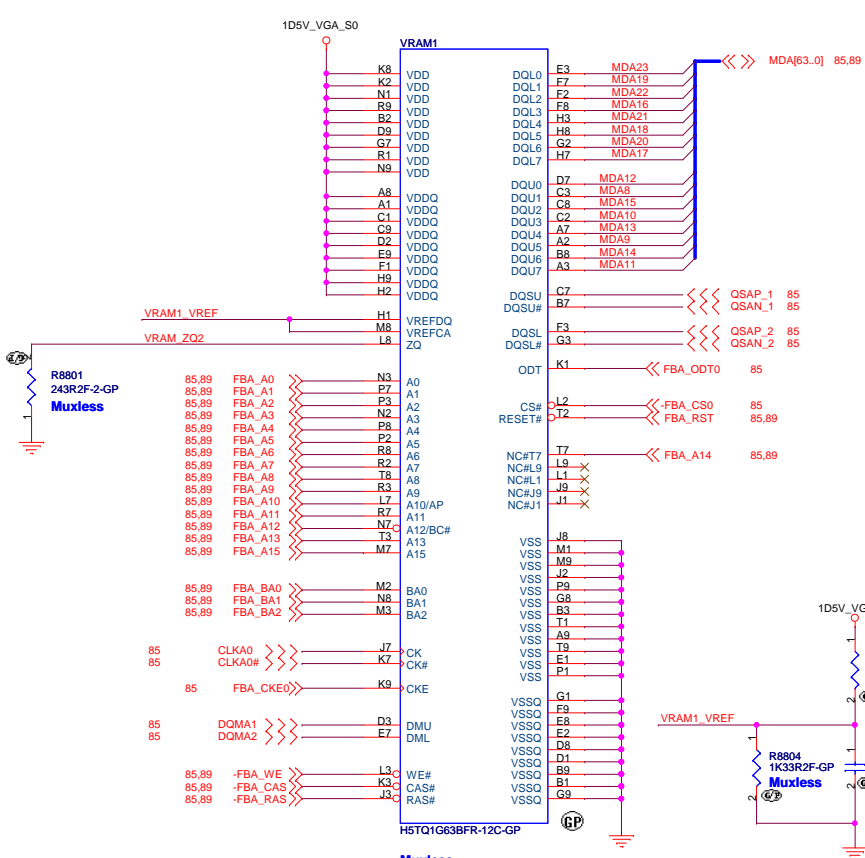 1D5V_VGA_S0
VRAM1
K8 VDD
K2 VDD
N1 VDD
R9 VDD
B2 VDD
D9 VDD
G7 VDD
R1 VDD
N9 VDD
A8 VDDQ
A1 VDDQ
C1 VDDQ
C9 VDDQ
D2 VDDQ
E9 VDDQ
F1 VDDQ
H9 VDDQ
H2 VDDQ
VRAM1_VREF H1 VREFDQ
M8 VREFCA
VRAM_ZQ2 L8 ZQ
2
R8801
243R2F-2-GP
Muxless
1
85,89 FBA_A0 N3 A0
85,89 FBA_A1 P7 A1
85,89 FBA_A2 P3 A2
85,89 FBA_A3 N2 A3
85,89 FBA_A4 P8 A4
85,89 FBA_A5 P2 A5
85,89 FBA_A6 R8 A6
85,89 FBA_A7 R2 A7
85,89 FBA_A8 T8 A8
85,89 FBA_A9 R3 A9
85,89 FBA_A10 L7 A10/AP
85,89 FBA_A11 R7 A11
85,89 FBA_A12 N7 A12/BC#
85,89 FBA_A13 T3 A13
85,89 FBA_A15 M7 A15
85,89 FBA_BA0 M2 BA0
85,89 FBA_BA1 N8 BA1
85,89 FBA_BA2 M3 BA2
85 CLKA0 J7 CK
85 CLKA0# K7 CK#
85 FBA_CKE0 K9 CKE
85 DQMA1 D3 DMU
85 DQMA2 E7 DML
85,89 -FBA_WE L3 WE#
85,89 -FBA_CAS K3 CAS#
85,89 -FBA_RAS J3 RAS#
DQL0 E3 MDA23
DQL1 F7 MDA19
DQL2 F2 MDA22
DQL3 F8 MDA16
DQL4 H3 MDA21
DQL5 H8 MDA18
DQL6 G2 MDA20
DQL7 H7 MDA17
MDA[63..0] 85,89
DQU0 D7 MDA12
DQU1 C3 MDA8
DQU2 C8 MDA15
DQU3 C2 MDA10
DQU4 A7 MDA13
DQU5 A2 MDA9
DQU6 B8 MDA14
DQU7 A3 MDA11
DQSU C7 QSAP_1 85
DQSU# B7 QSAN_1 85
DQSL F3 QSAP_2 85
DQSL# G3 QSAN_2 85
ODT K1 FBA_ODT0 85
CS# L2 -FBA_CS0 85
RESET# T2 FBA_RST 85,89
NC#T7 T7 FBA_A14 85,89
NC#L9 L9
NC#L1 L1
NC#J9 J9
NC#J1 J1
VSS J8
VSS M1
VSS M9
VSS J2
VSS P9
VSS G8
VSS B3
VSS T1
VSS A9
VSS T9
VSS E1
VSS P1
VSSQ G1
VSSQ F9
VSSQ E8
VSSQ E2
VSSQ D8
VSSQ D1
VSSQ B9
VSSQ B1
VSSQ G9
H5TQ1G63BFR-12C-GP
GP
Muxless
1D5V_VG
1
2
VRAM1_VREF
1
R8804
1K33R2F-GP
Muxless
2
1
2